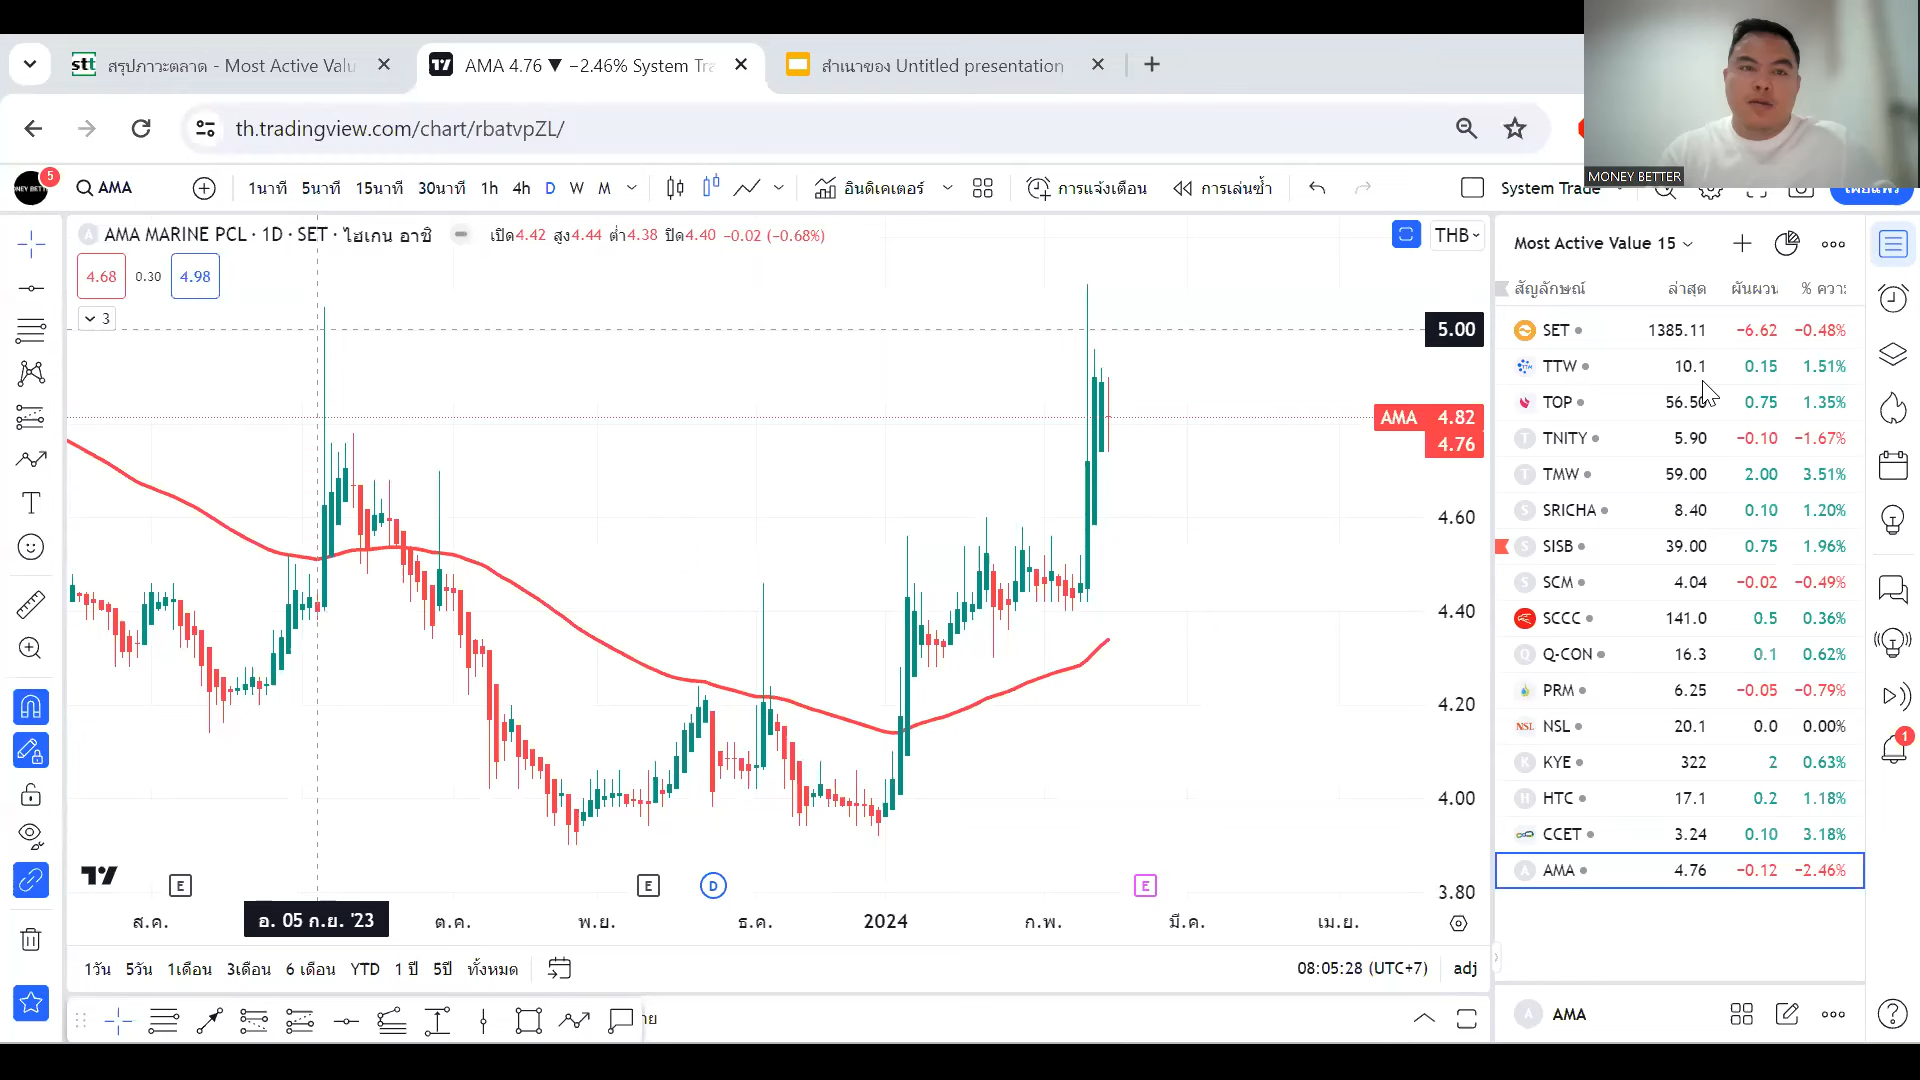 สรุปภาวะตลาด - Most Active Valu
AMA 4.76 ▼ −2.46% System Tra
สำเนาของ Untitled presentation
th.tradingview.com/chart/rbatvpZL/
MONEY BETTER
5
AMA
1นาที 5นาที 15นาที 30นาที 1h 4h D W M
อินดิเคเตอร์
การแจ้งเตือน
การเล่นซ้ำ
System Trade
AMA MARINE PCL · 1D · SET · ไฮเกน อาชิ
เปิด4.42 สูง4.44 ต่ำ4.38 ปิด4.40 −0.02 (−0.68%)
THB
4.68 0.30 4.98
3
5.00
AMA 4.82
4.76
4.60
4.40
4.20
4.00
3.80
E E D E
ส.ค. อ. 05 ก.ย. '23 ต.ค. พ.ย. ธ.ค. 2024 ก.พ. มี.ค. เม.ย.
1วัน 5วัน 1เดือน 3เดือน 6 เดือน YTD 1 ปี 5ปี ทั้งหมด
08:05:28 (UTC+7) adj
Most Active Value 15
สัญลักษณ์ ล่าสุด ผันผวน
SET 1385.11 −6.62 −0.48%
TTW 10.1 0.15 1.51%
TOP 56.50 0.75 1.35%
TNITY 5.90 −0.10 −1.67%
TMW 59.00 2.00 3.51%
SRICHA 8.40 0.10 1.20%
SISB 39.00 0.75 1.96%
SCM 4.04 −0.02 −0.49%
SCCC 141.0 0.5 0.36%
Q-CON 16.3 0.1 0.62%
PRM 6.25 −0.05 −0.79%
NSL 20.1 0.0 0.00%
KYE 322 2 0.63%
HTC 17.1 0.2 1.18%
CCET 3.24 0.10 3.18%
AMA 4.76 −0.12 −2.46%
1
AMA